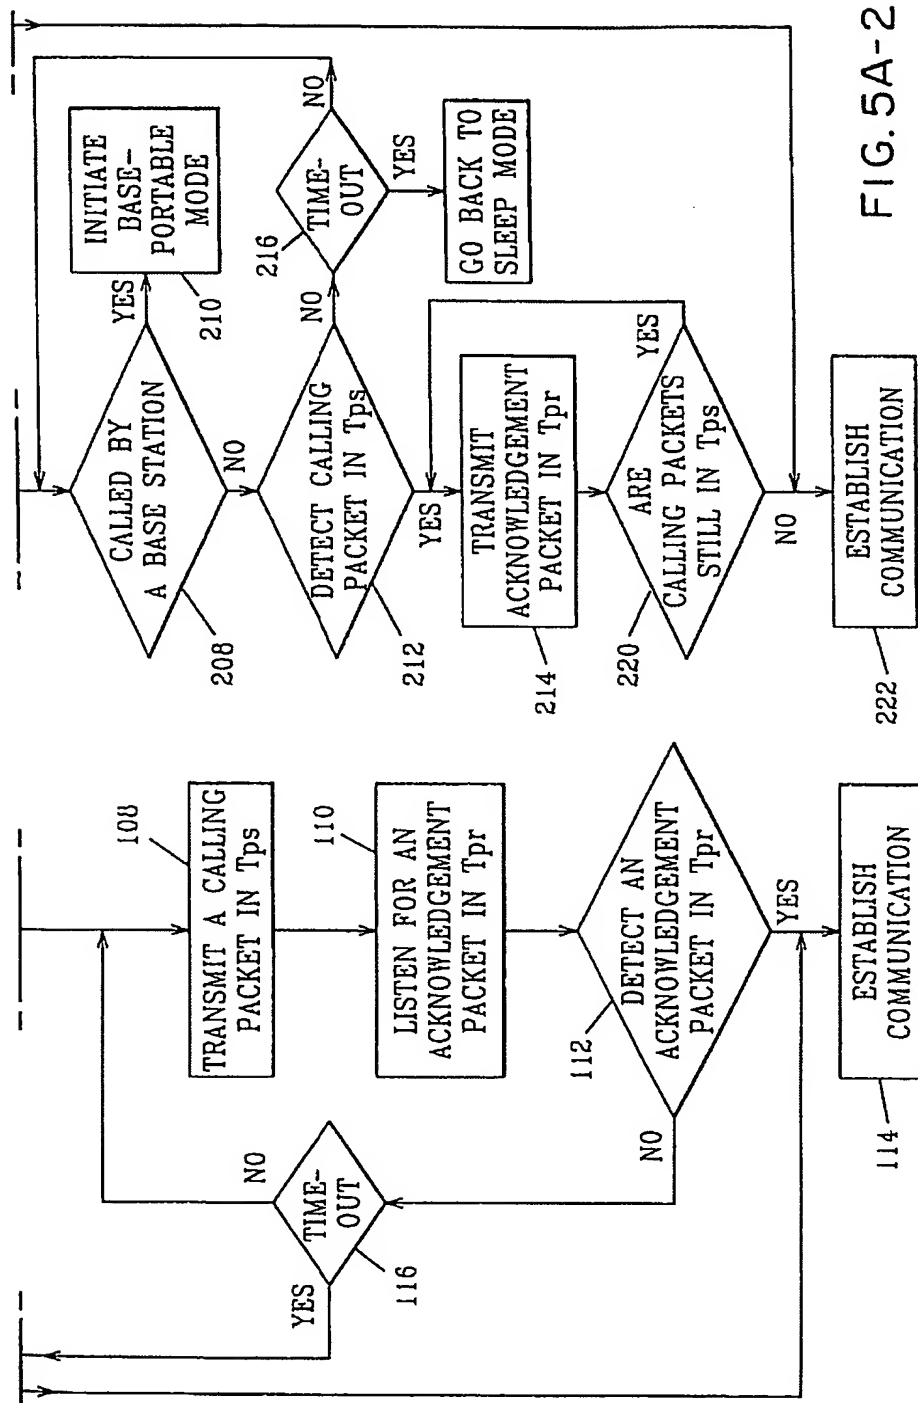 108
TRANSMIT A CALLING
PACKET IN Tps
110
LISTEN FOR AN
ACKNOWLEDGEMENT
PACKET IN Tpr
112
DETECT AN
ACKNOWLEDGEMENT
PACKET IN Tpr
NO
YES
TIME-
OUT
116
NO
YES
ESTABLISH
COMMUNICATION
114
CALLED BY
A BASE STATION
208
YES
INITIATE
BASE-
PORTABLE
MODE
210
NO
DETECT CALLING
PACKET IN Tps
212
NO
TIME-
OUT
216
NO
YES
GO BACK TO
SLEEP MODE
YES
TRANSMIT
ACKNOWLEDGEMENT
PACKET IN Tpr
214
ARE
CALLING PACKETS
STILL IN Tps
220
YES
NO
ESTABLISH
COMMUNICATION
222
FIG. 5A-2